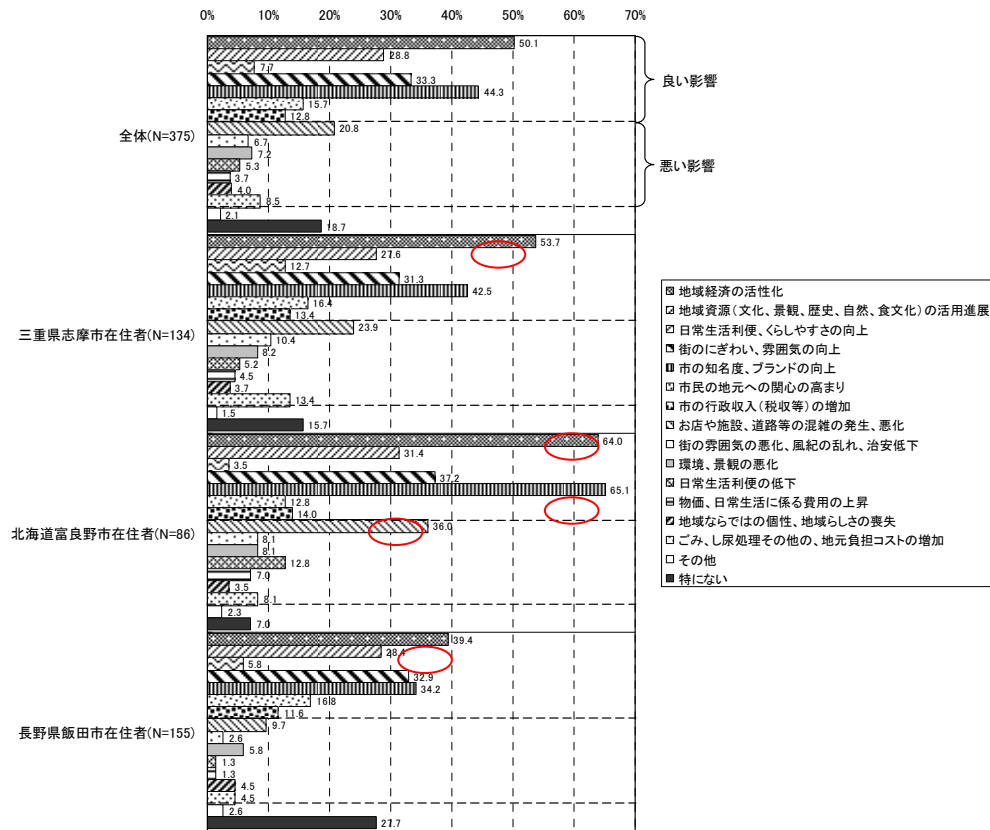 0% 10% 20% 30% 40% 50% 60% 70%
50.1
28.8
7.7
33.3
44.3
15.7
12.8
良い影響
全体(N=375)
20.8
6.7
7.2
5.3
3.7
4.0
8.5
悪い影響
2.1
18.7
53.7
27.6
12.7
31.3
42.5
16.4
13.4
三重県志摩市在住者(N=134)
23.9
10.4
8.2
5.2
4.5
3.7
13.4
1.5
15.7
64.0
31.4
3.5
37.2
65.1
12.8
14.0
北海道富良野市在住者(N=86)
36.0
8.1
8.1
12.8
7.0
3.5
8.1
2.3
7.0
39.4
28.4
5.8
32.9
34.2
16.8
11.6
長野県飯田市在住者(N=155)
9.7
2.6
5.8
1.3
1.3
4.5
4.5
2.6
27.7
地域経済の活性化
地域資源(文化、景観、歴史、自然、食文化)の活用進展
日常生活利便、くらしやすさの向上
街のにぎわい、雰囲気の向上
市の知名度、ブランドの向上
市民の地元への関心の高まり
市の行政収入(税収等)の増加
お店や施設、道路等の混雑の発生、悪化
街の雰囲気の悪化、風紀の乱れ、治安低下
環境、景観の悪化
日常生活利便の低下
物価、日常生活に係る費用の上昇
地域ならではの個性、地域らしさの喪失
ごみ、し尿処理その他の、地元負担コストの増加
その他
特にない